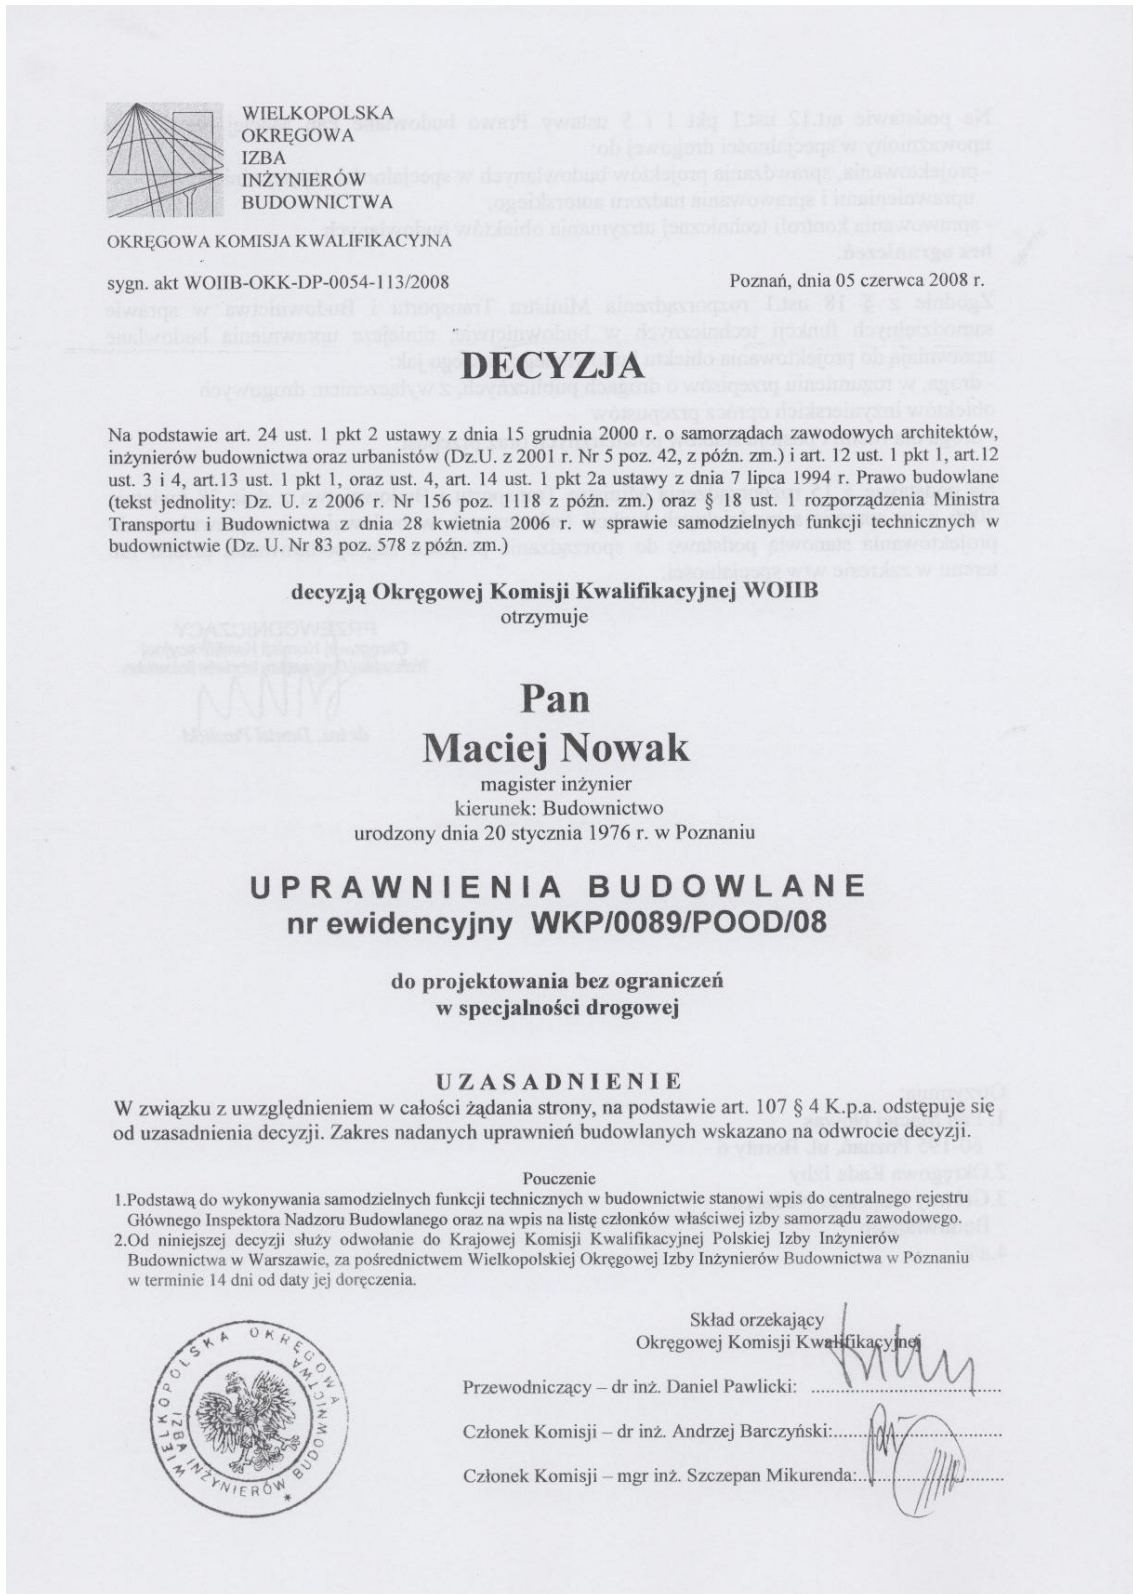 WIELKOPOLSKA
OKRĘGOWA
IZBA
INŻYNIERÓW
BUDOWNICTWA
OKRĘGOWA KOMISJA KWALIFIKACYJNA
sygn. akt WOIIB-OKK-DP-0054-113/2008 Poznań, dnia 05 czerwca 2008 r.
DECYZJA
Na podstawie art. 24 ust. 1 pkt 2 ustawy z dnia 15 grudnia 2000 r. o samorządach zawodowych architektów,
inżynierów budownictwa oraz urbanistów (Dz.U. z 2001 r. Nr 5 poz. 42, z późn. zm.) i art. 12 ust. 1 pkt 1, art.12
ust. 3 i 4, art.13 ust. 1 pkt 1, oraz ust. 4, art. 14 ust. 1 pkt 2a ustawy z dnia 7 lipca 1994 r. Prawo budowlane
(tekst jednolity: Dz. U. z 2006 r. Nr 156 poz. 1118 z późn. zm.) oraz § 18 ust. 1 rozporządzenia Ministra
Transportu i Budownictwa z dnia 28 kwietnia 2006 r. w sprawie samodzielnych funkcji technicznych w
budownictwie (Dz. U. Nr 83 poz. 578 z późn. zm.)
decyzją Okręgowej Komisji Kwalifikacyjnej WOIIB
otrzymuje
Pan
Maciej Nowak
magister inżynier
kierunek: Budownictwo
urodzony dnia 20 stycznia 1976 r. w Poznaniu
UPRAWNIENIA BUDOWLANE
nr ewidencyjny WKP/0089/POOD/08
do projektowania bez ograniczeń
w specjalności drogowej
UZASADNIENIE
W związku z uwzględnieniem w całości żądania strony, na podstawie art. 107 § 4 K.p.a. odstępuje się
od uzasadnienia decyzji. Zakres nadanych uprawnień budowlanych wskazano na odwrocie decyzji.
Pouczenie
1.Podstawą do wykonywania samodzielnych funkcji technicznych w budownictwie stanowi wpis do centralnego rejestru
Głównego Inspektora Nadzoru Budowlanego oraz na wpis na listę członków właściwej izby samorządu zawodowego.
2.Od niniejszej decyzji służy odwołanie do Krajowej Komisji Kwalifikacyjnej Polskiej Izby Inżynierów
Budownictwa w Warszawie, za pośrednictwem Wielkopolskiej Okręgowej Izby Inżynierów Budownictwa w Poznaniu
w terminie 14 dni od daty jej doręczenia.
Skład orzekający
Okręgowej Komisji Kwalifikacyjnej
Przewodniczący – dr inż. Daniel Pawlicki:
Członek Komisji – dr inż. Andrzej Barczyński:
Członek Komisji – mgr inż. Szczepan Mikurenda:
WIELKOPOLSKA OKRĘGOWA
IZBA INŻYNIERÓW BUDOWNICTWA